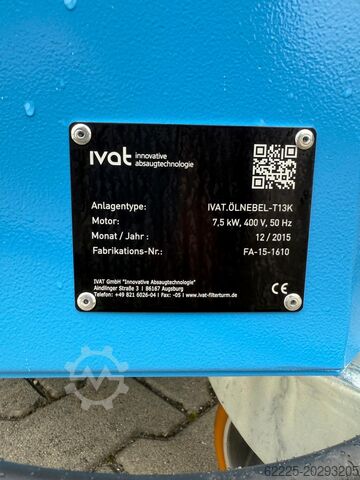 ivat innovative
absaugtechnologie
Anlagentype: IVAT.ÖLNEBEL-T13K
Motor: 7,5 kW, 400 V, 50 Hz
Monat / Jahr : 12 / 2015
Fabrikations-Nr.: FA-15-1610
IVAT GmbH "Innovative Absaugtechnologie"
Aindlinger Straße 3 | 86167 Augsburg
Telefon: +49 821 6026-04 | Fax: -05 | www.ivat-filterturm.de
CE
Machineseeker
62225-20293205